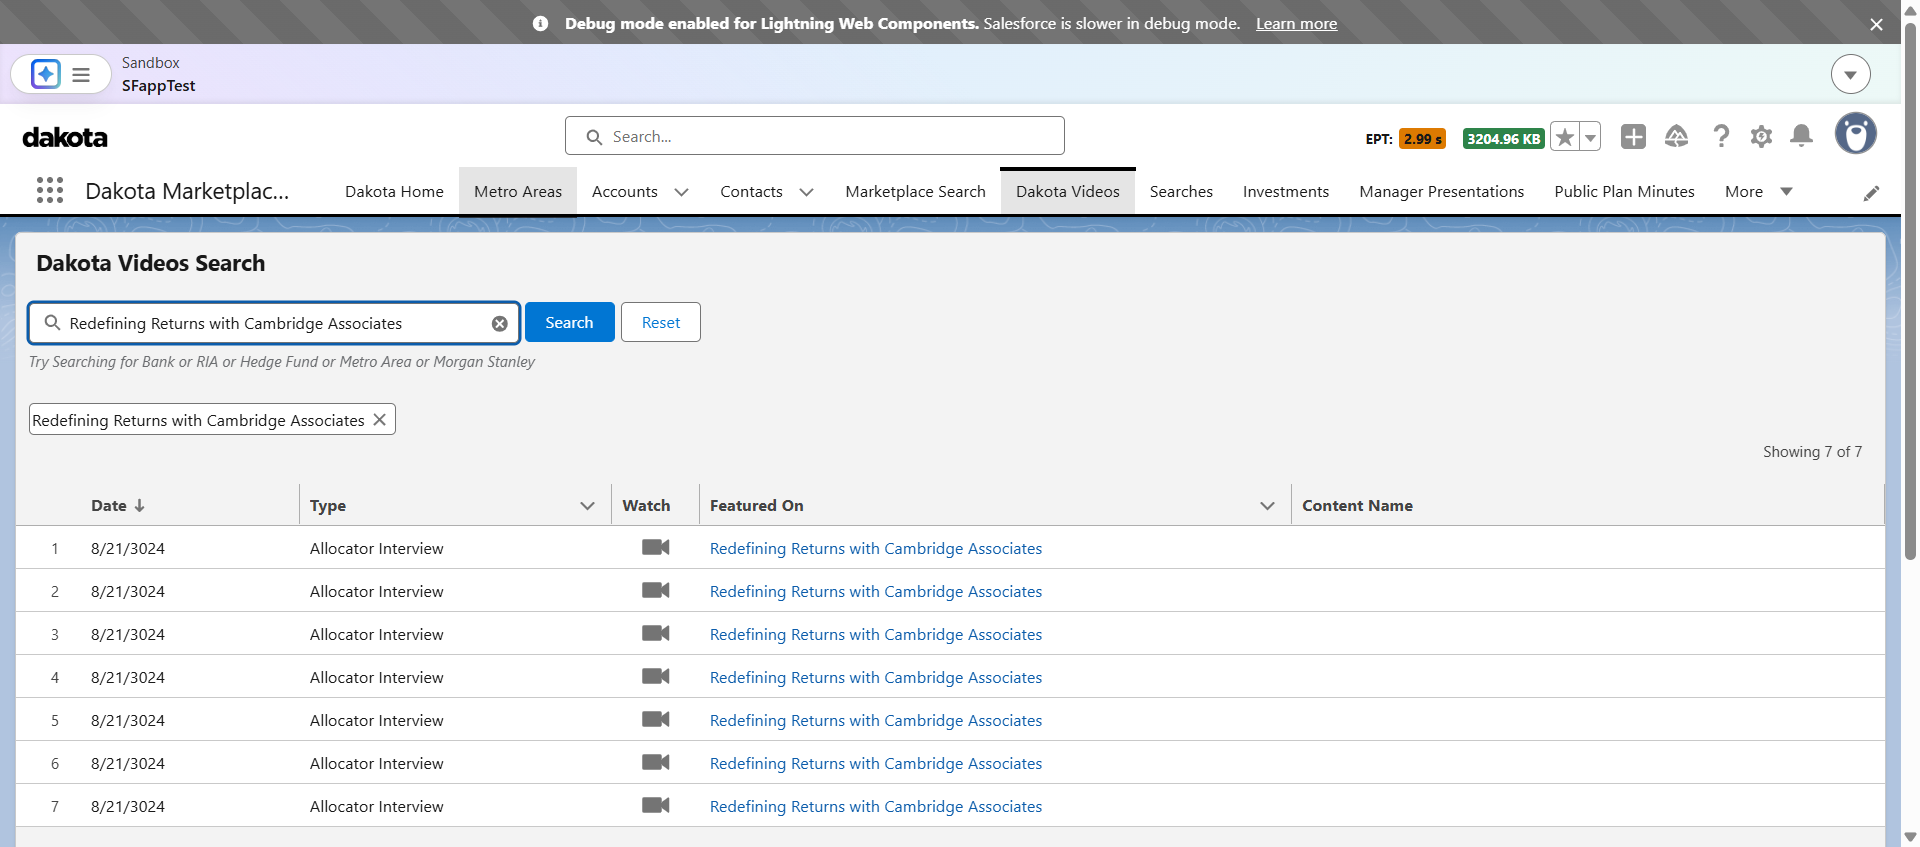 Debug mode enabled for Lightning Web Components. Salesforce is slower in debug mode. Learn more
Sandbox
SFappTest
dakota
Search...
EPT: 2.99 s 3204.96 KB
Dakota Marketplac...
Dakota Home Metro Areas Accounts Contacts Marketplace Search Dakota Videos Searches Investments Manager Presentations Public Plan Minutes More
Dakota Videos Search
Redefining Returns with Cambridge Associates Search Reset
Try Searching for Bank or RIA or Hedge Fund or Metro Area or Morgan Stanley
Redefining Returns with Cambridge Associates
Showing 7 of 7
Date Type Watch Featured On Content Name
1 8/21/3024 Allocator Interview Redefining Returns with Cambridge Associates
2 8/21/3024 Allocator Interview Redefining Returns with Cambridge Associates
3 8/21/3024 Allocator Interview Redefining Returns with Cambridge Associates
4 8/21/3024 Allocator Interview Redefining Returns with Cambridge Associates
5 8/21/3024 Allocator Interview Redefining Returns with Cambridge Associates
6 8/21/3024 Allocator Interview Redefining Returns with Cambridge Associates
7 8/21/3024 Allocator Interview Redefining Returns with Cambridge Associates